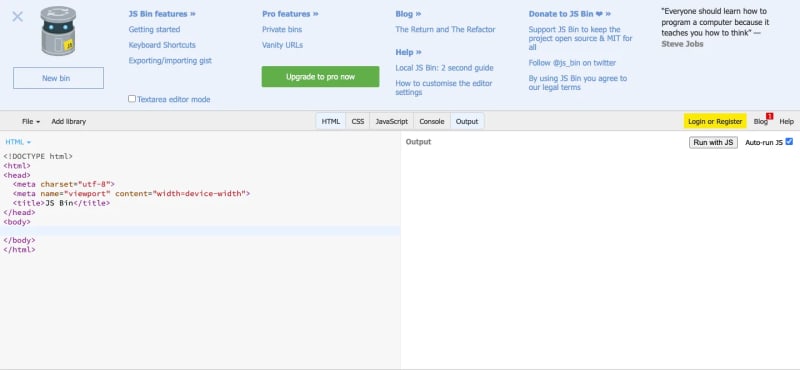 JS Bin features »
Getting started
Keyboard Shortcuts
Exporting/importing gist
Textarea editor mode
Pro features »
Private bins
Vanity URLs
Upgrade to pro now
Blog »
The Return and The Refactor
Help »
Local JS Bin: 2 second guide
How to customise the editor
settings
Donate to JS Bin ❤ »
Support JS Bin to keep the
project open source & MIT for
all
Follow @js_bin on twitter
By using JS Bin you agree to
our legal terms
"Everyone should learn how to
program a computer because it
teaches you how to think" —
Steve Jobs
JS
New bin
File
Add library
HTML
CSS
JavaScript
Console
Output
Login or Register
Blog
1
Help
HTML
<!DOCTYPE html>
<html>
<head>
  <meta charset="utf-8">
  <meta name="viewport" content="width=device-width">
  <title>JS Bin</title>
</head>
<body>
</body>
</html>
Output
Run with JS
Auto-run JS